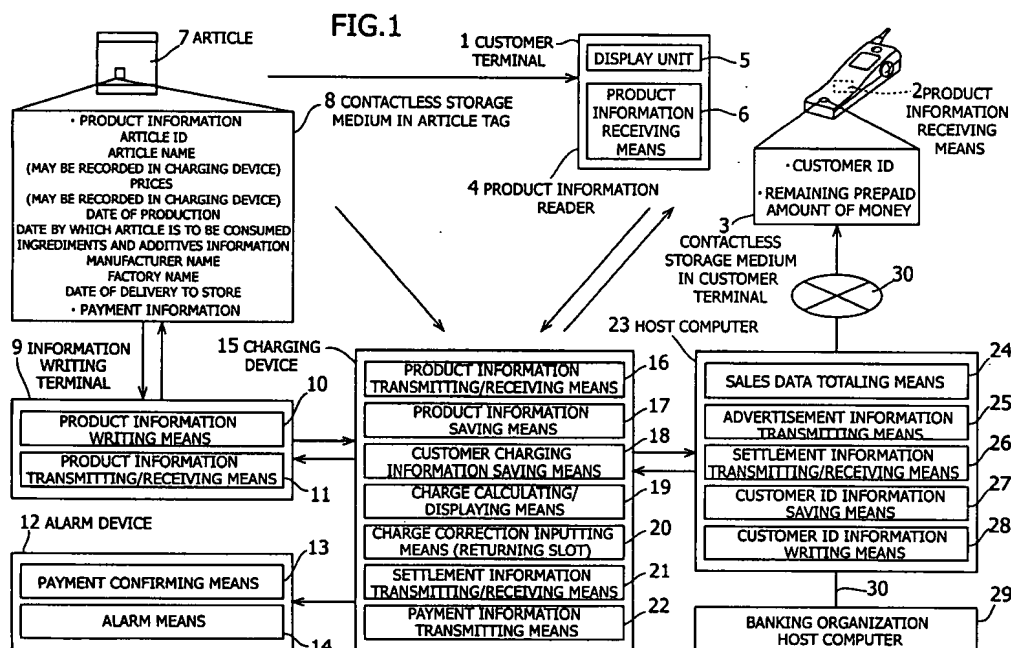 FIG.1
7 ARTICLE
1 CUSTOMER
TERMINAL
DISPLAY UNIT
5
PRODUCT
INFORMATION
RECEIVING
MEANS
6
4 PRODUCT INFORMATION
READER
2 PRODUCT
INFORMATION
RECEIVING
MEANS
8 CONTACTLESS STORAGE
MEDIUM IN ARTICLE TAG
· PRODUCT INFORMATION
ARTICLE ID
ARTICLE NAME
(MAY BE RECORDED IN CHARGING DEVICE)
PRICES
(MAY BE RECORDED IN CHARGING DEVICE)
DATE OF PRODUCTION
DATE BY WHICH ARTICLE IS TO BE CONSUMED
INGREDIMENTS AND ADDITIVES INFORMATION
MANUFACTURER NAME
FACTORY NAME
DATE OF DELIVERY TO STORE
· PAYMENT INFORMATION
· CUSTOMER ID
· REMAINING PREPAID
AMOUNT OF MONEY
3
CONTACTLESS
STORAGE MEDIUM
IN CUSTOMER
TERMINAL
30
9 INFORMATION
WRITING
TERMINAL
10
PRODUCT INFORMATION
WRITING MEANS
PRODUCT INFORMATION
TRANSMITTING/RECEIVING MEANS
11
12 ALARM DEVICE
13
PAYMENT CONFIRMING MEANS
ALARM MEANS
14
15 CHARGING
DEVICE
16
PRODUCT INFORMATION
TRANSMITTING/RECEIVING MEANS
17
PRODUCT INFORMATION
SAVING MEANS
18
CUSTOMER CHARGING
INFORMATION SAVING MEANS
19
CHARGE CALCULATING/
DISPLAYING MEANS
20
CHARGE CORRECTION INPUTTING
MEANS (RETURNING SLOT)
21
SETTLEMENT INFORMATION
TRANSMITTING/RECEIVING MEANS
22
PAYMENT INFORMATION
TRANSMITTING MEANS
23 HOST COMPUTER
24
SALES DATA TOTALING MEANS
25
ADVERTISEMENT INFORMATION
TRANSMITTING MEANS
26
SETTLEMENT INFORMATION
TRANSMITTING/RECEIVING MEANS
27
CUSTOMER ID INFORMATION
SAVING MEANS
28
CUSTOMER ID INFORMATION
WRITING MEANS
30
29
BANKING ORGANIZATION
HOST COMPUTER